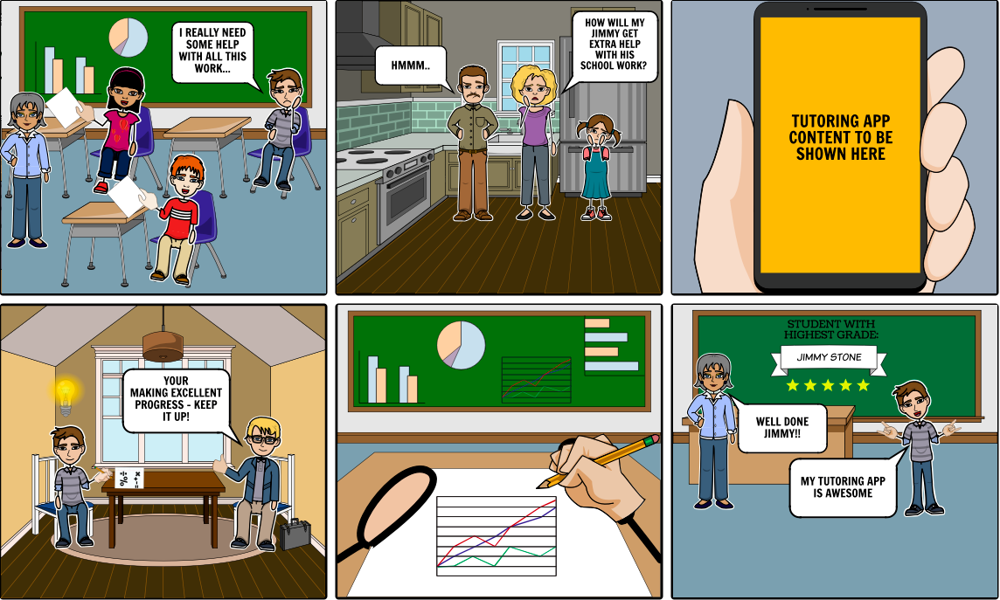 I REALLY NEED
SOME HELP
WITH ALL THIS
WORK...
HMMM..
HOW WILL MY
JIMMY GET
EXTRA HELP
WITH HIS
SCHOOL WORK?
TUTORING APP
CONTENT TO BE
SHOWN HERE
YOUR
MAKING EXCELLENT
PROGRESS - KEEP
IT UP!
%÷
=+×
STUDENT WITH
HIGHEST GRADE:
JIMMY STONE
WELL DONE
JIMMY!!
MY TUTORING APP
IS AWESOME